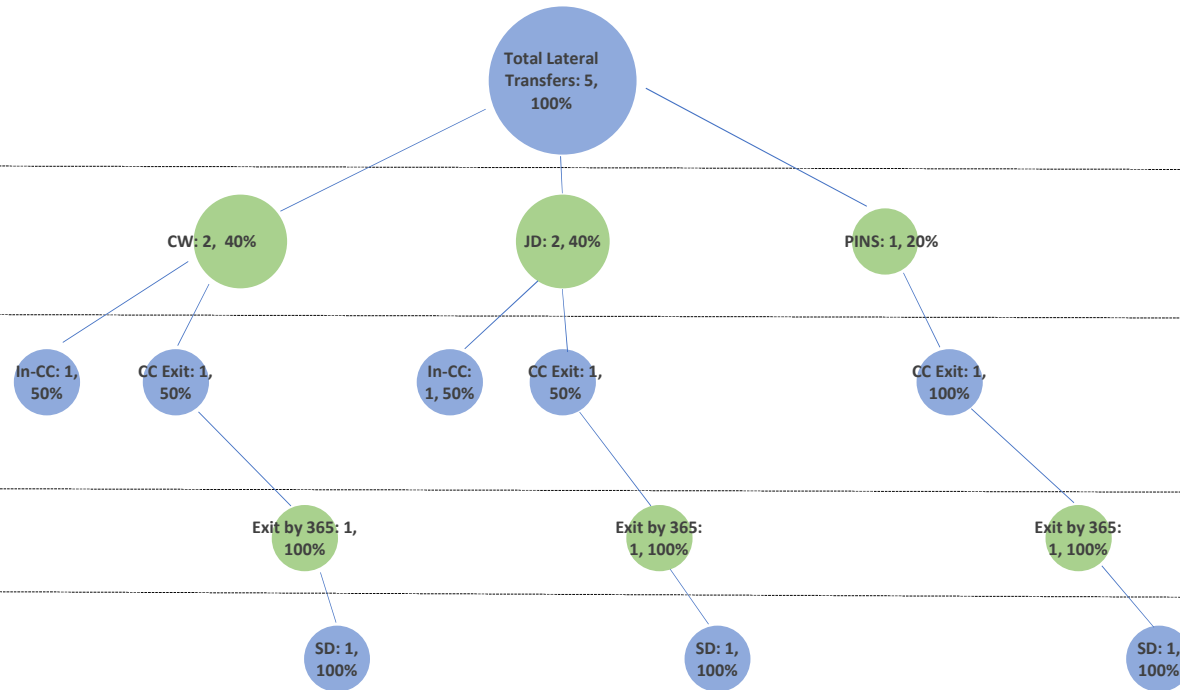 Total Lateral
Transfers: 5,
100%
CW: 2, 40%
JD: 2, 40%
PINS: 1, 20%
In-CC: 1,
50%
CC Exit: 1,
50%
In-CC:
1, 50%
CC Exit: 1,
50%
CC Exit: 1,
100%
Exit by 365: 1,
100%
Exit by 365:
1, 100%
Exit by 365:
1, 100%
SD: 1,
100%
SD: 1,
100%
SD: 1,
100%